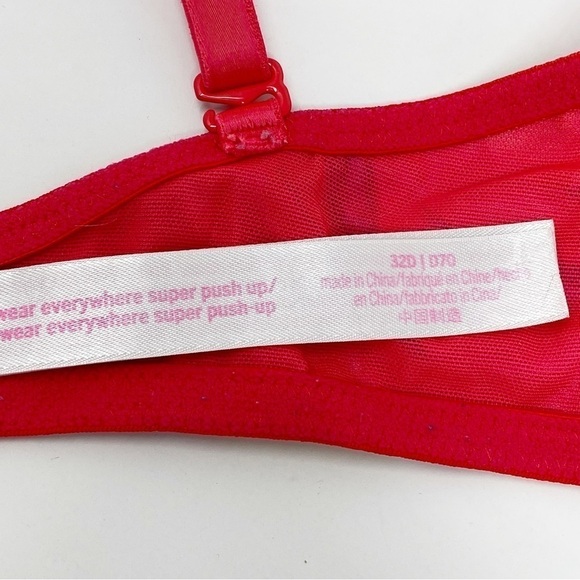 wear everywhere super push up/
wear everywhere super push-up
32D | D70
made in China/fabriqué en Chine/hecho
en China/fabbricato in Cina/
中国制造